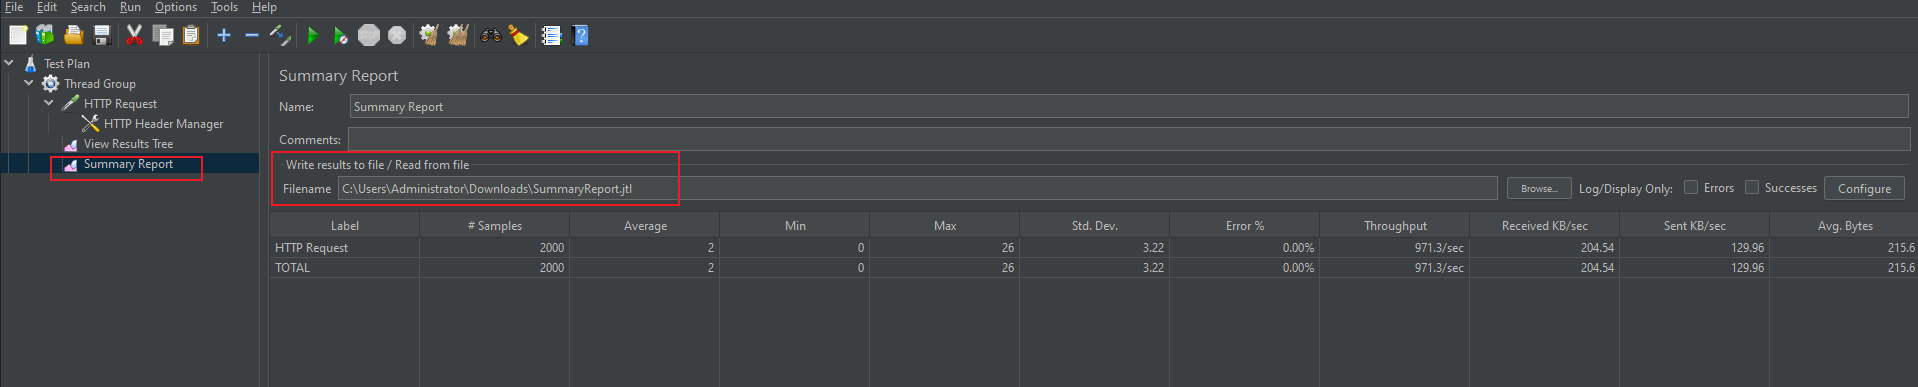 File Edit Search Run Options Tools Help
STOP
Test Plan
Thread Group
HTTP Request
HTTP Header Manager
View Results Tree
Summary Report
Summary Report
Name: Summary Report
Comments:
Write results to file / Read from file
Filename C:\Users\Administrator\Downloads\SummaryReport.jtl Browse... Log/Display Only: Errors Successes Configure
Label # Samples Average Min Max Std. Dev. Error % Throughput Received KB/sec Sent KB/sec Avg. Bytes
HTTP Request 2000 2 0 26 3.22 0.00% 971.3/sec 204.54 129.96 215.6
TOTAL 2000 2 0 26 3.22 0.00% 971.3/sec 204.54 129.96 215.6